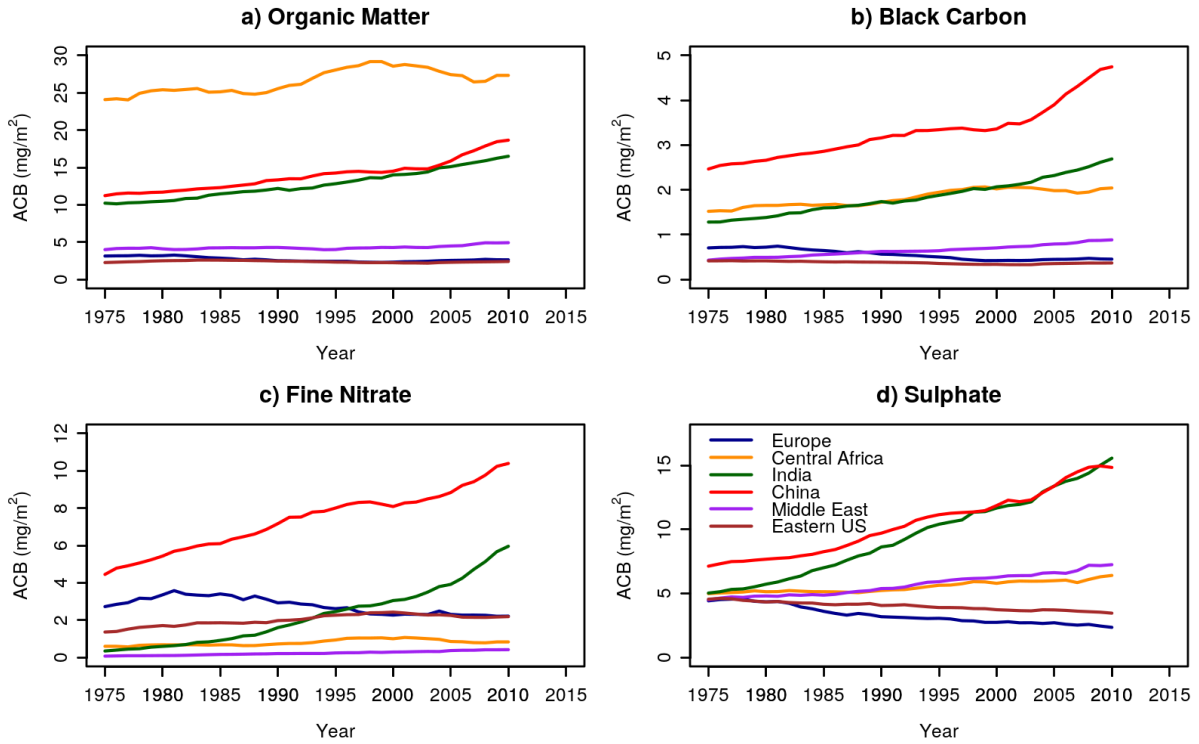 a) Organic Matter
ACB (mg/m²)
30
25
20
15
10
5
0
1975 1980 1985 1990 1995 2000 2005 2010 2015
Year
b) Black Carbon
ACB (mg/m²)
5
4
3
2
1
0
1975 1980 1985 1990 1995 2000 2005 2010 2015
Year
c) Fine Nitrate
ACB (mg/m²)
12
10
8
6
4
2
0
1975 1980 1985 1990 1995 2000 2005 2010 2015
Year
d) Sulphate
ACB (mg/m²)
15
10
5
0
Europe
Central Africa
India
China
Middle East
Eastern US
1975 1980 1985 1990 1995 2000 2005 2010 2015
Year